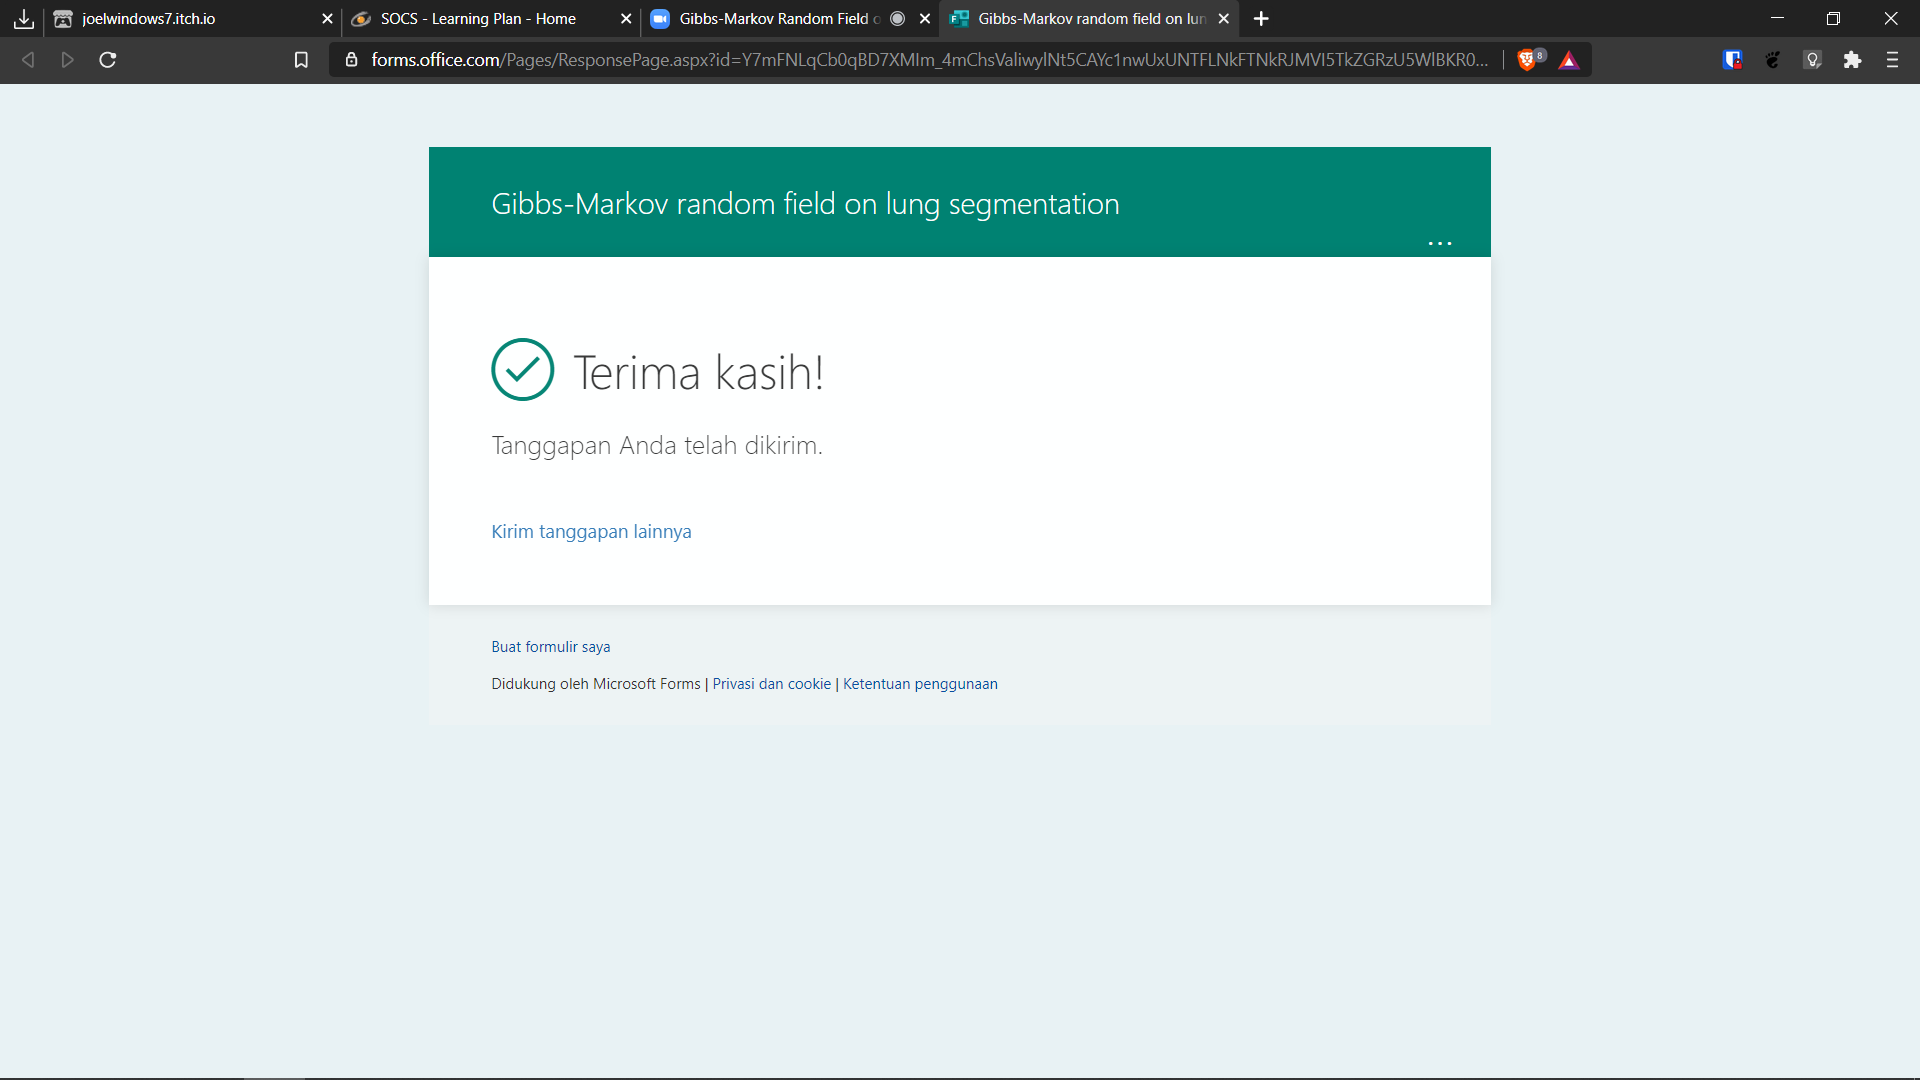 joelwindows7.itch.io
SOCS - Learning Plan - Home
Gibbs-Markov Random Field o
Gibbs-Markov random field on lun
forms.office.com/Pages/ResponsePage.aspx?id=Y7mFNLqCb0qBD7XMIm_4mChsValiwylNt5CAYc1nwUxUNTFLNkFTNkRJMVI5TkZGRzU5WlBKR0...
8
Gibbs-Markov random field on lung segmentation
...
Terima kasih!
Tanggapan Anda telah dikirim.
Kirim tanggapan lainnya
Buat formulir saya
Didukung oleh Microsoft Forms | Privasi dan cookie | Ketentuan penggunaan